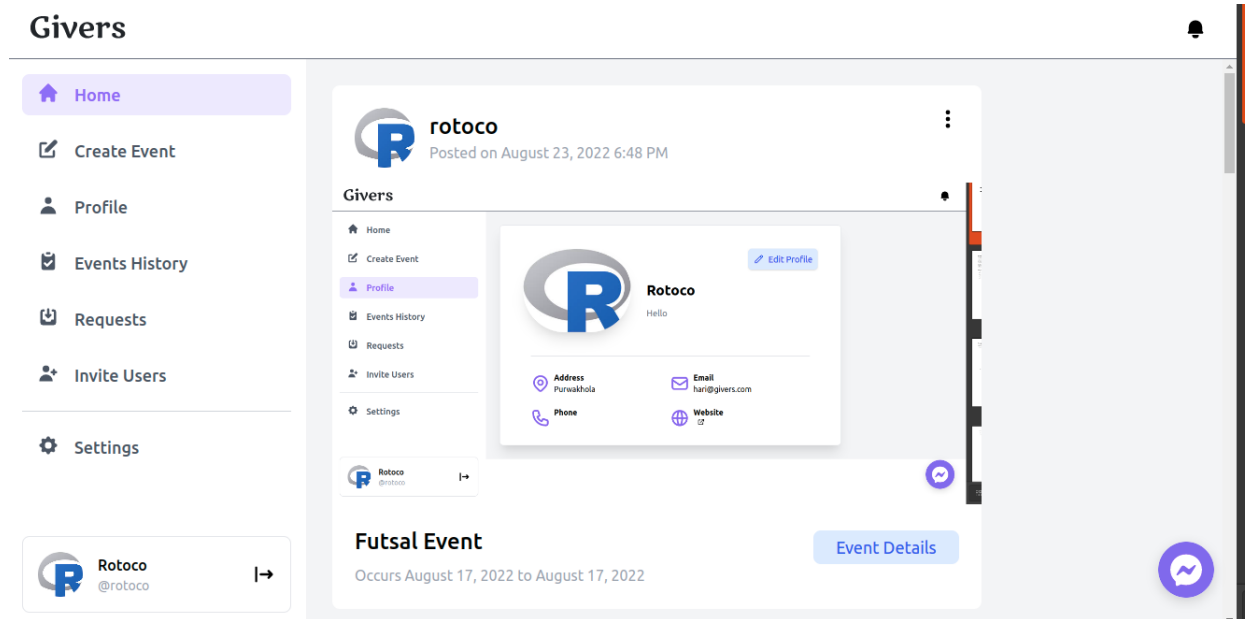 Givers
Home
Create Event
Profile
Events History
Requests
Invite Users
Settings
Rotoco
@rotoco
rotoco
Posted on August 23, 2022 6:48 PM
Givers
Home
Create Event
Profile
Events History
Requests
Invite Users
Settings
Rotoco
@rotoco
Edit Profile
Rotoco
Hello
Address
Purwakhola
Email
hari@givers.com
Phone
Website
Futsal Event
Event Details
Occurs August 17, 2022 to August 17, 2022